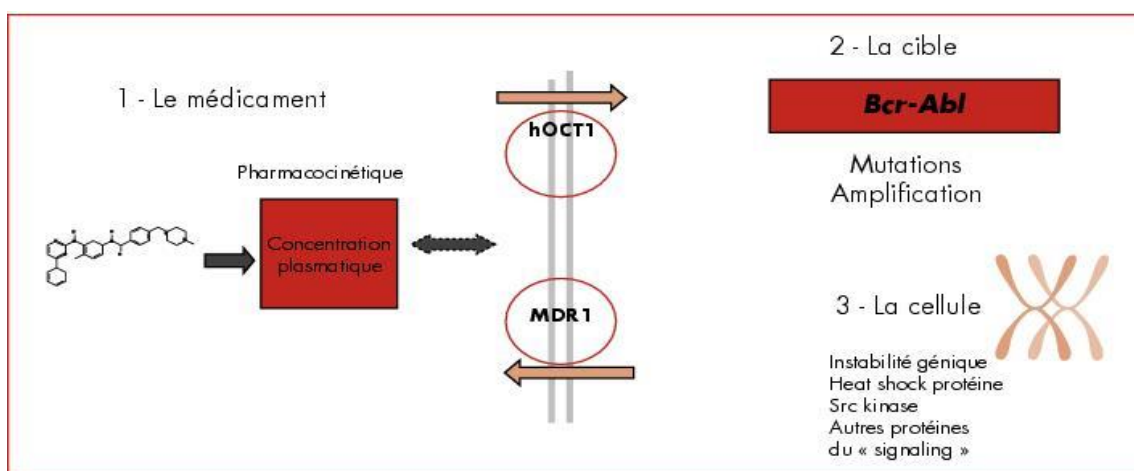 1 - Le médicament
Pharmacocinétique
Concentration
plasmatique
hOCT1
MDR1
2 - La cible
Bcr-Abl
Mutations
Amplification
3 - La cellule
Instabilité génique
Heat shock protéine
Src kinase
Autres protéines
du « signaling »